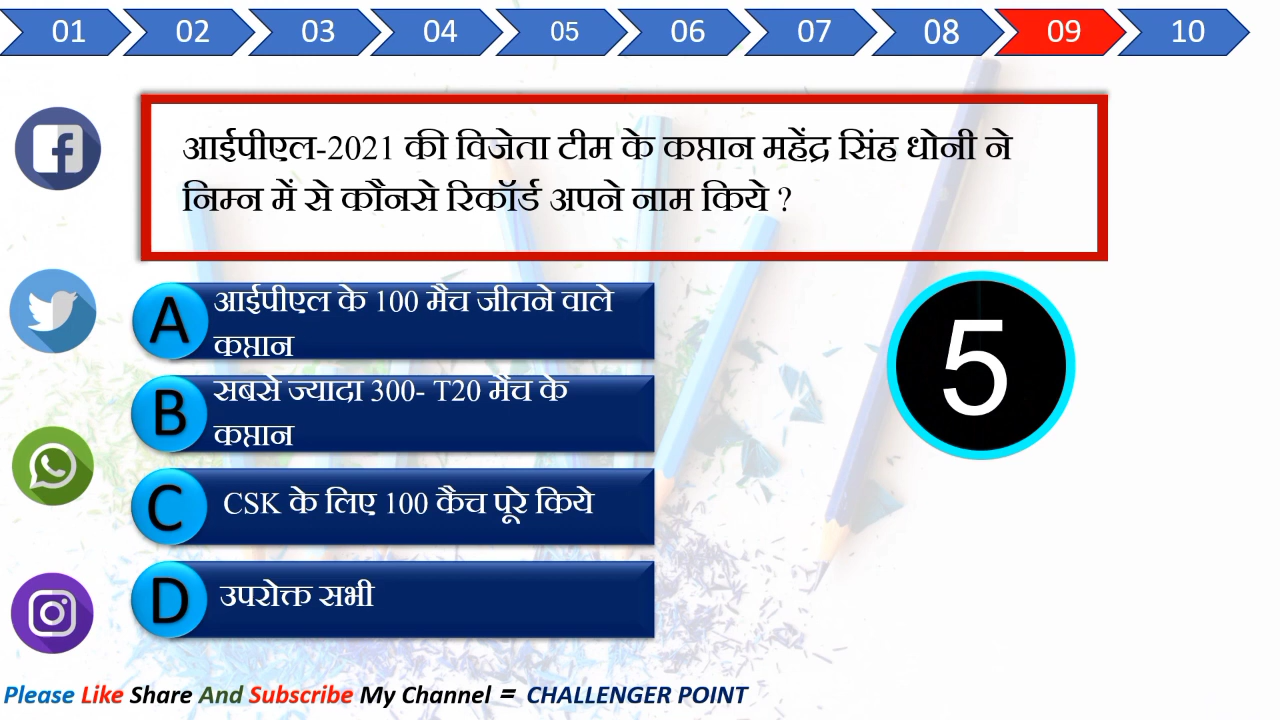 01 02 03 04 05 06 07 08 09 10
आईपीएल-2021 की विजेता टीम के कप्तान महेंद्र सिंह धोनी ने
निम्न में से कौनसे रिकॉर्ड अपने नाम किये ?
A आईपीएल के 100 मैच जीतने वाले
कप्तान
B सबसे ज्यादा 300- T20 मैच के
कप्तान
C CSK के लिए 100 कैच पूरे किये
D उपरोक्त सभी
5
Please Like Share And Subscribe My Channel = CHALLENGER POINT